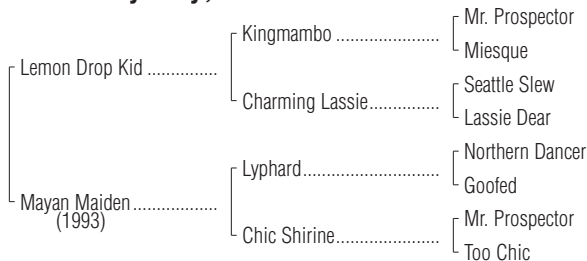 Mr. Prospector
Kingmambo ....................
Miesque
Lemon Drop Kid ..............
Seattle Slew
Charming Lassie..............
Lassie Dear
Northern Dancer
Lyphard...........................
Goofed
Mayan Maiden.................
(1993)
Mr. Prospector
Chic Shirine.....................
Too Chic